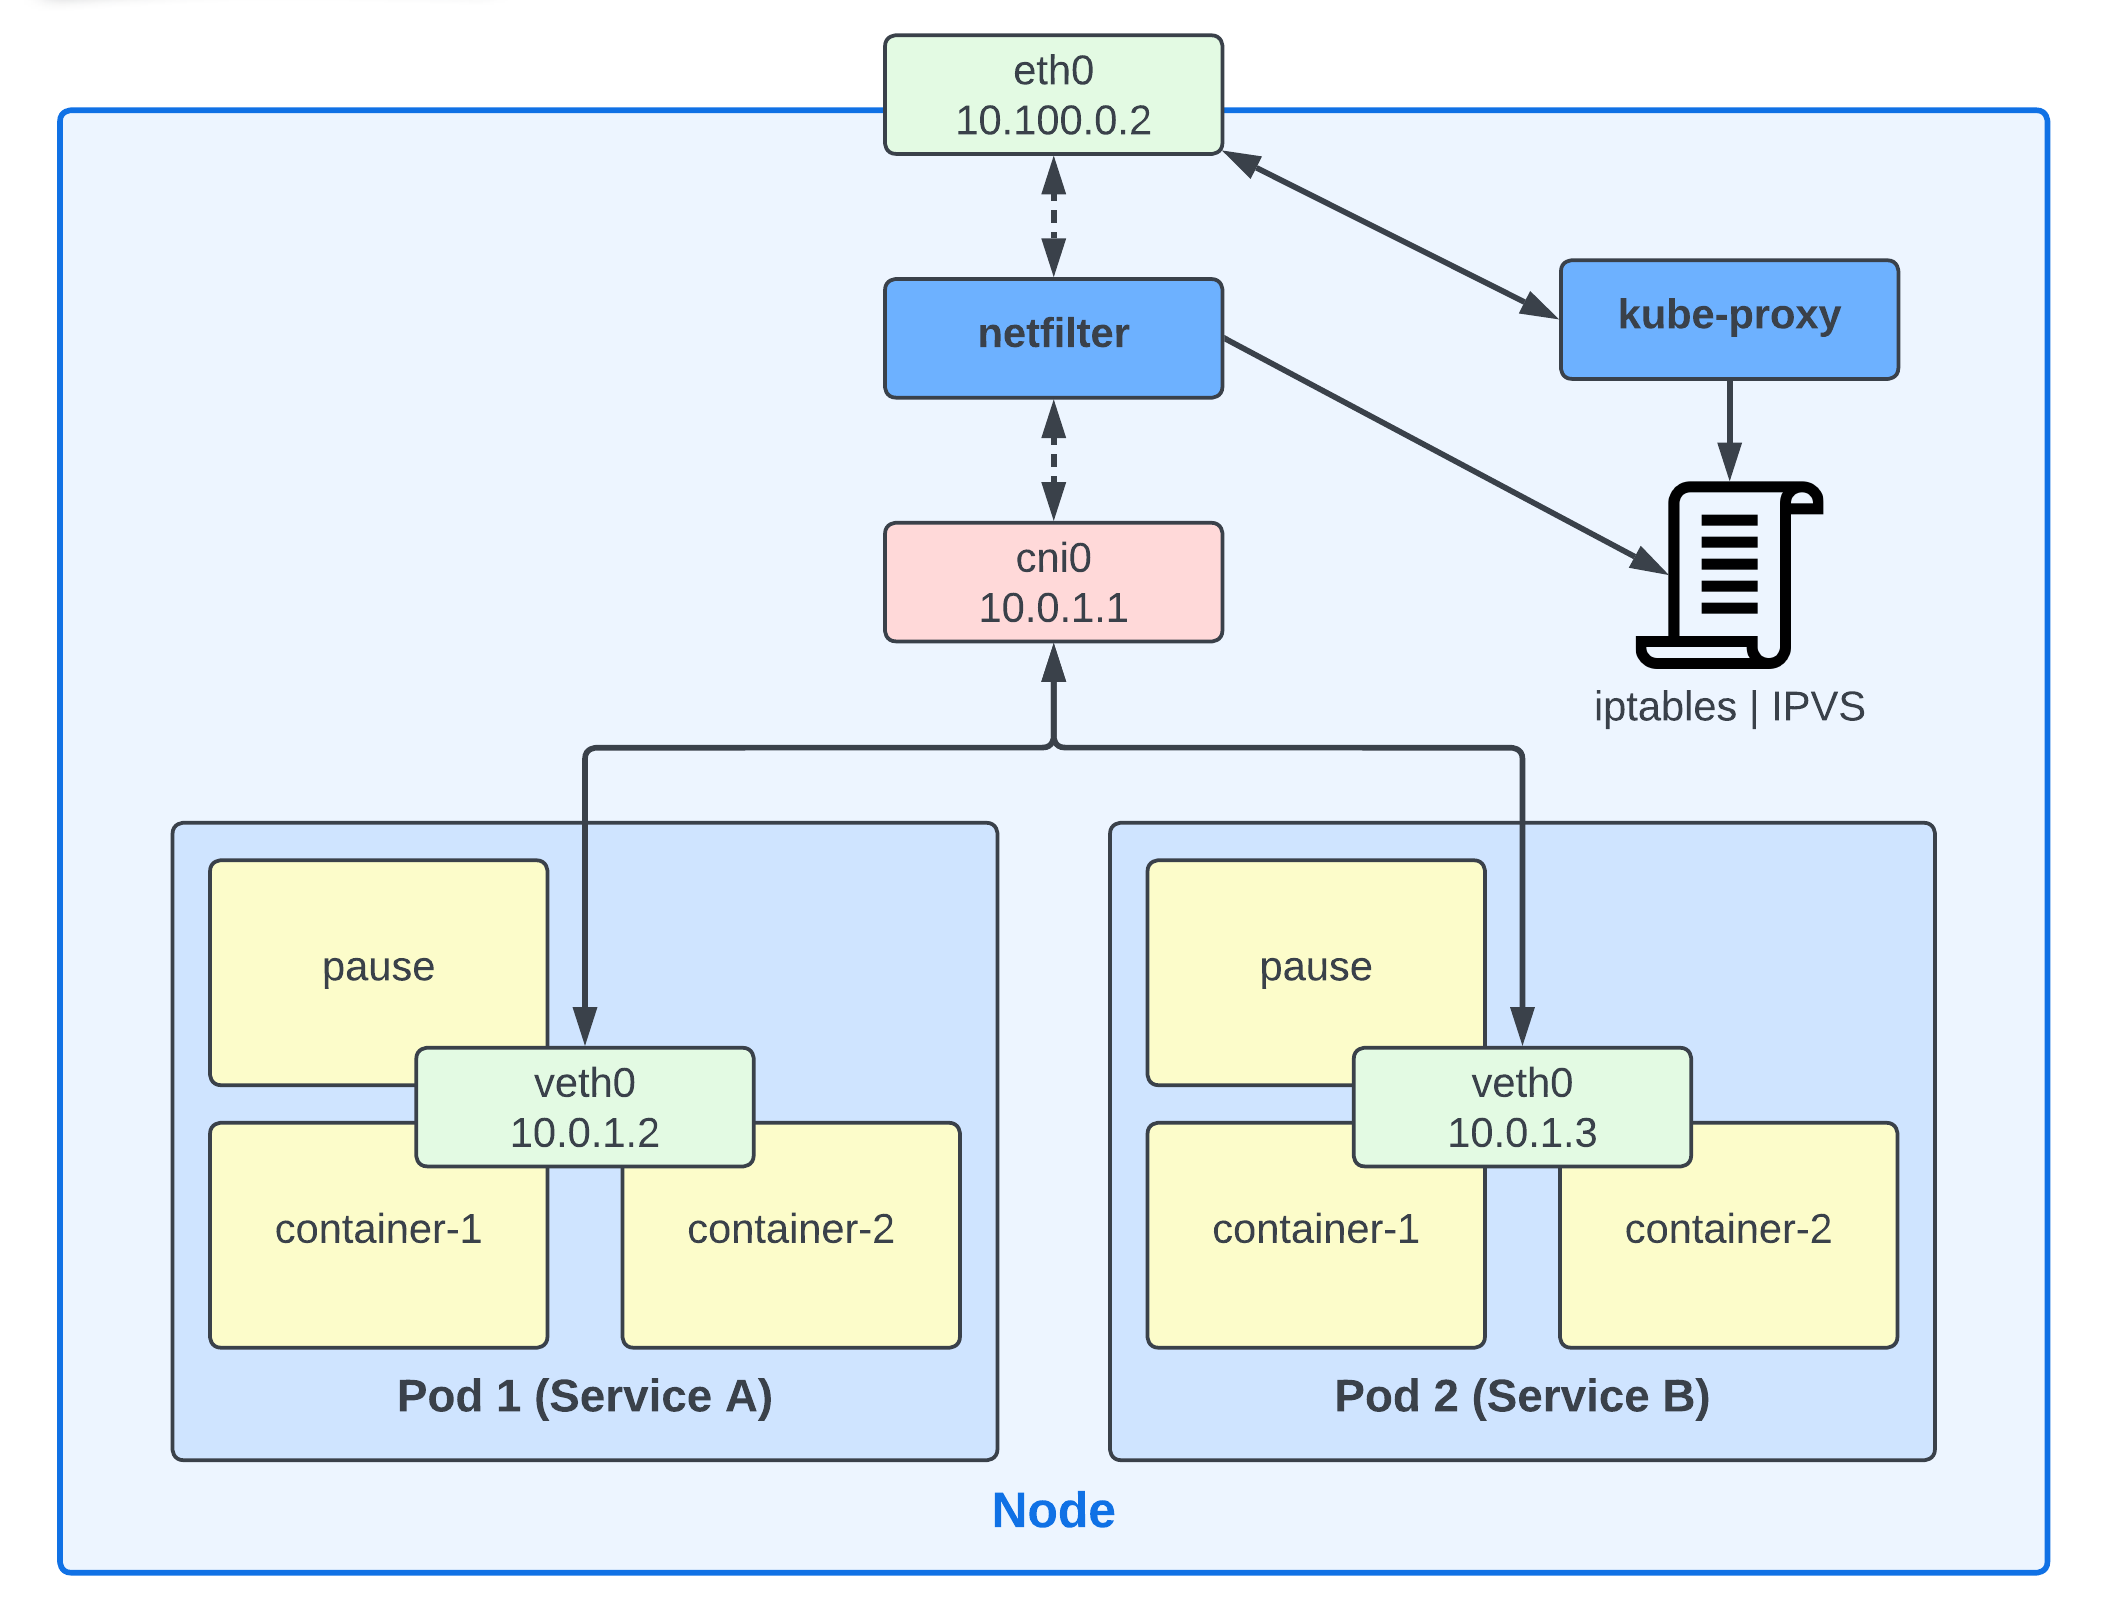 eth0
10.100.0.2
netfilter
kube-proxy
cni0
10.0.1.1
iptables | IPVS
pause
veth0
10.0.1.2
container-1
container-2
Pod 1 (Service A)
pause
veth0
10.0.1.3
container-1
container-2
Pod 2 (Service B)
Node